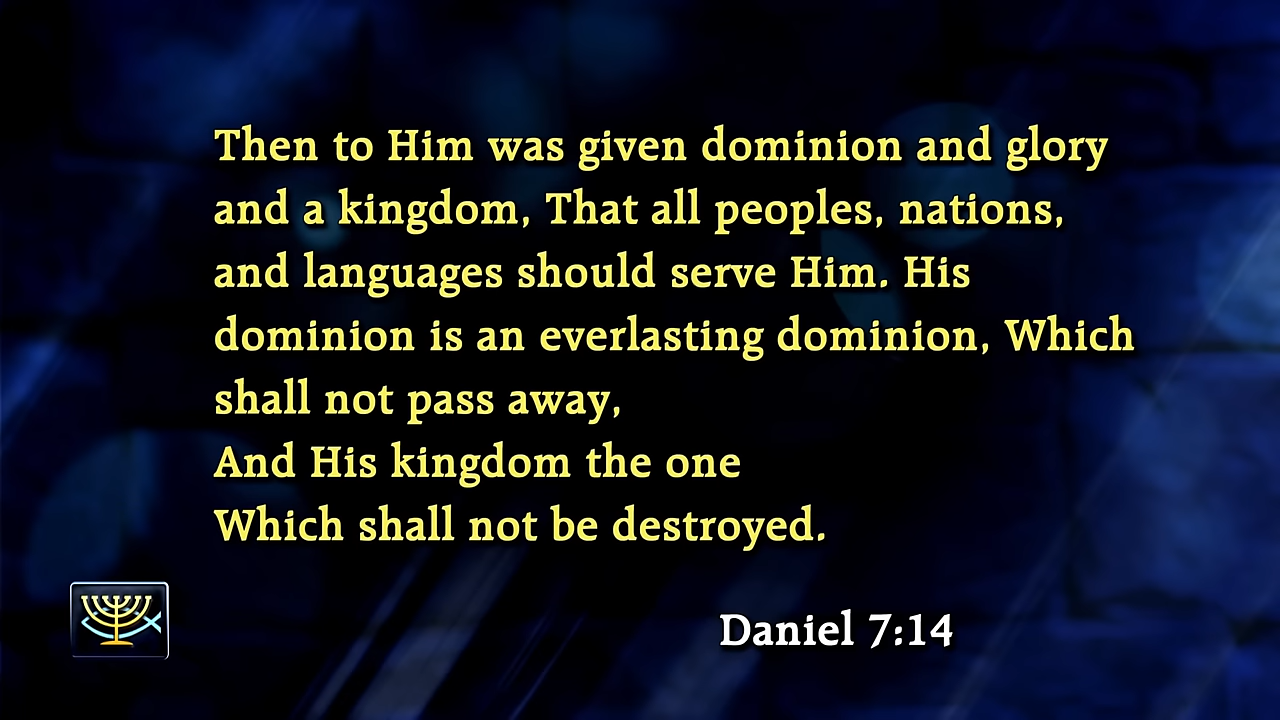 Then to Him was given dominion and glory
and a kingdom, That all peoples, nations,
and languages should serve Him. His
dominion is an everlasting dominion, Which
shall not pass away,
And His kingdom the one
Which shall not be destroyed.
Daniel 7:14